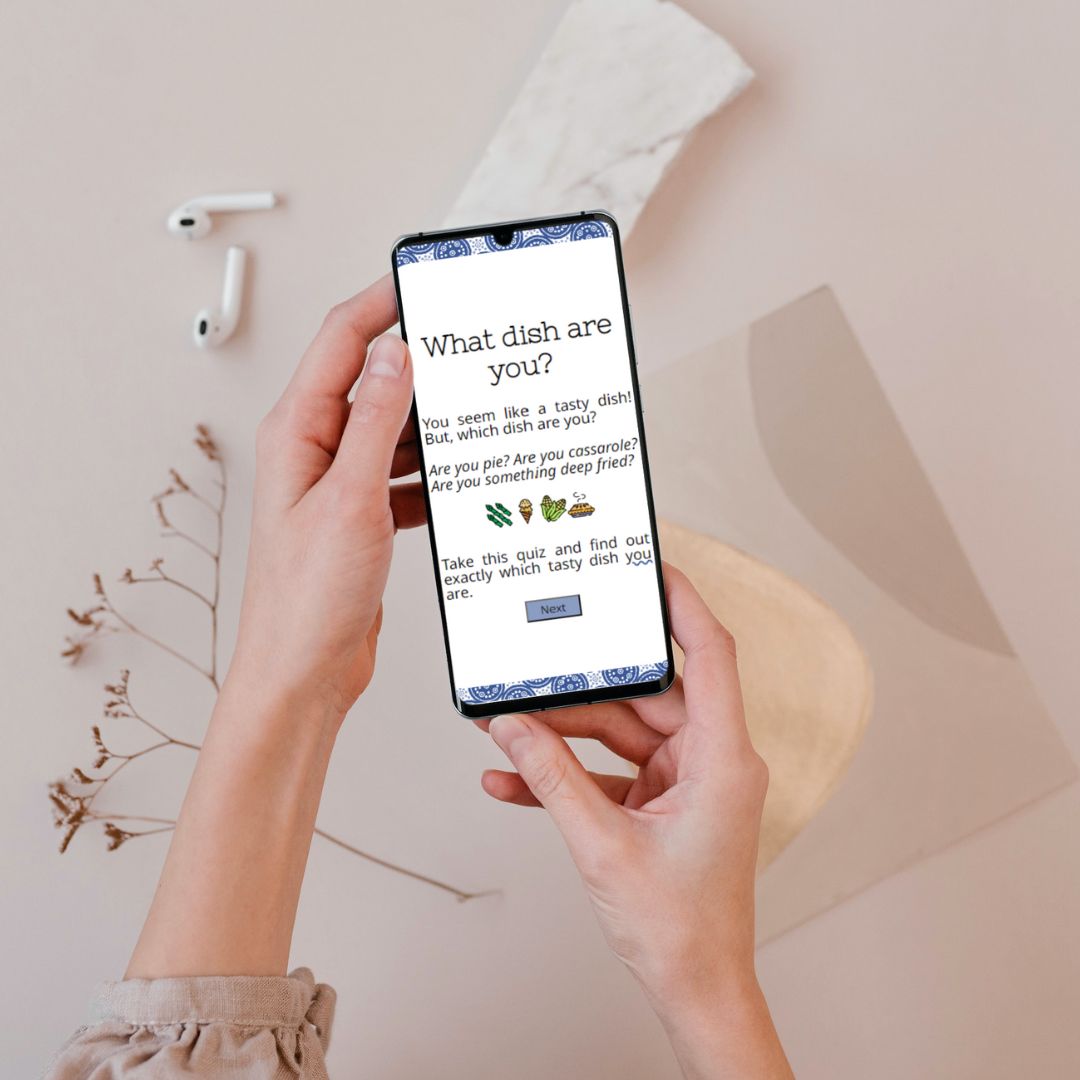 What dish are
you?
You seem like a tasty dish!
But, which dish are you?
Are you pie? Are you cassarole?
Are you something deep fried?
Take this quiz and find out
exactly which tasty dish you
are.
Next